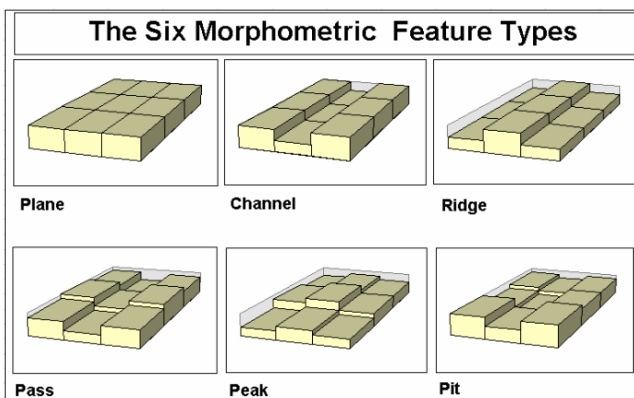 The Six Morphometric Feature Types
Plane
Channel
Ridge
Pass
Peak
Pit